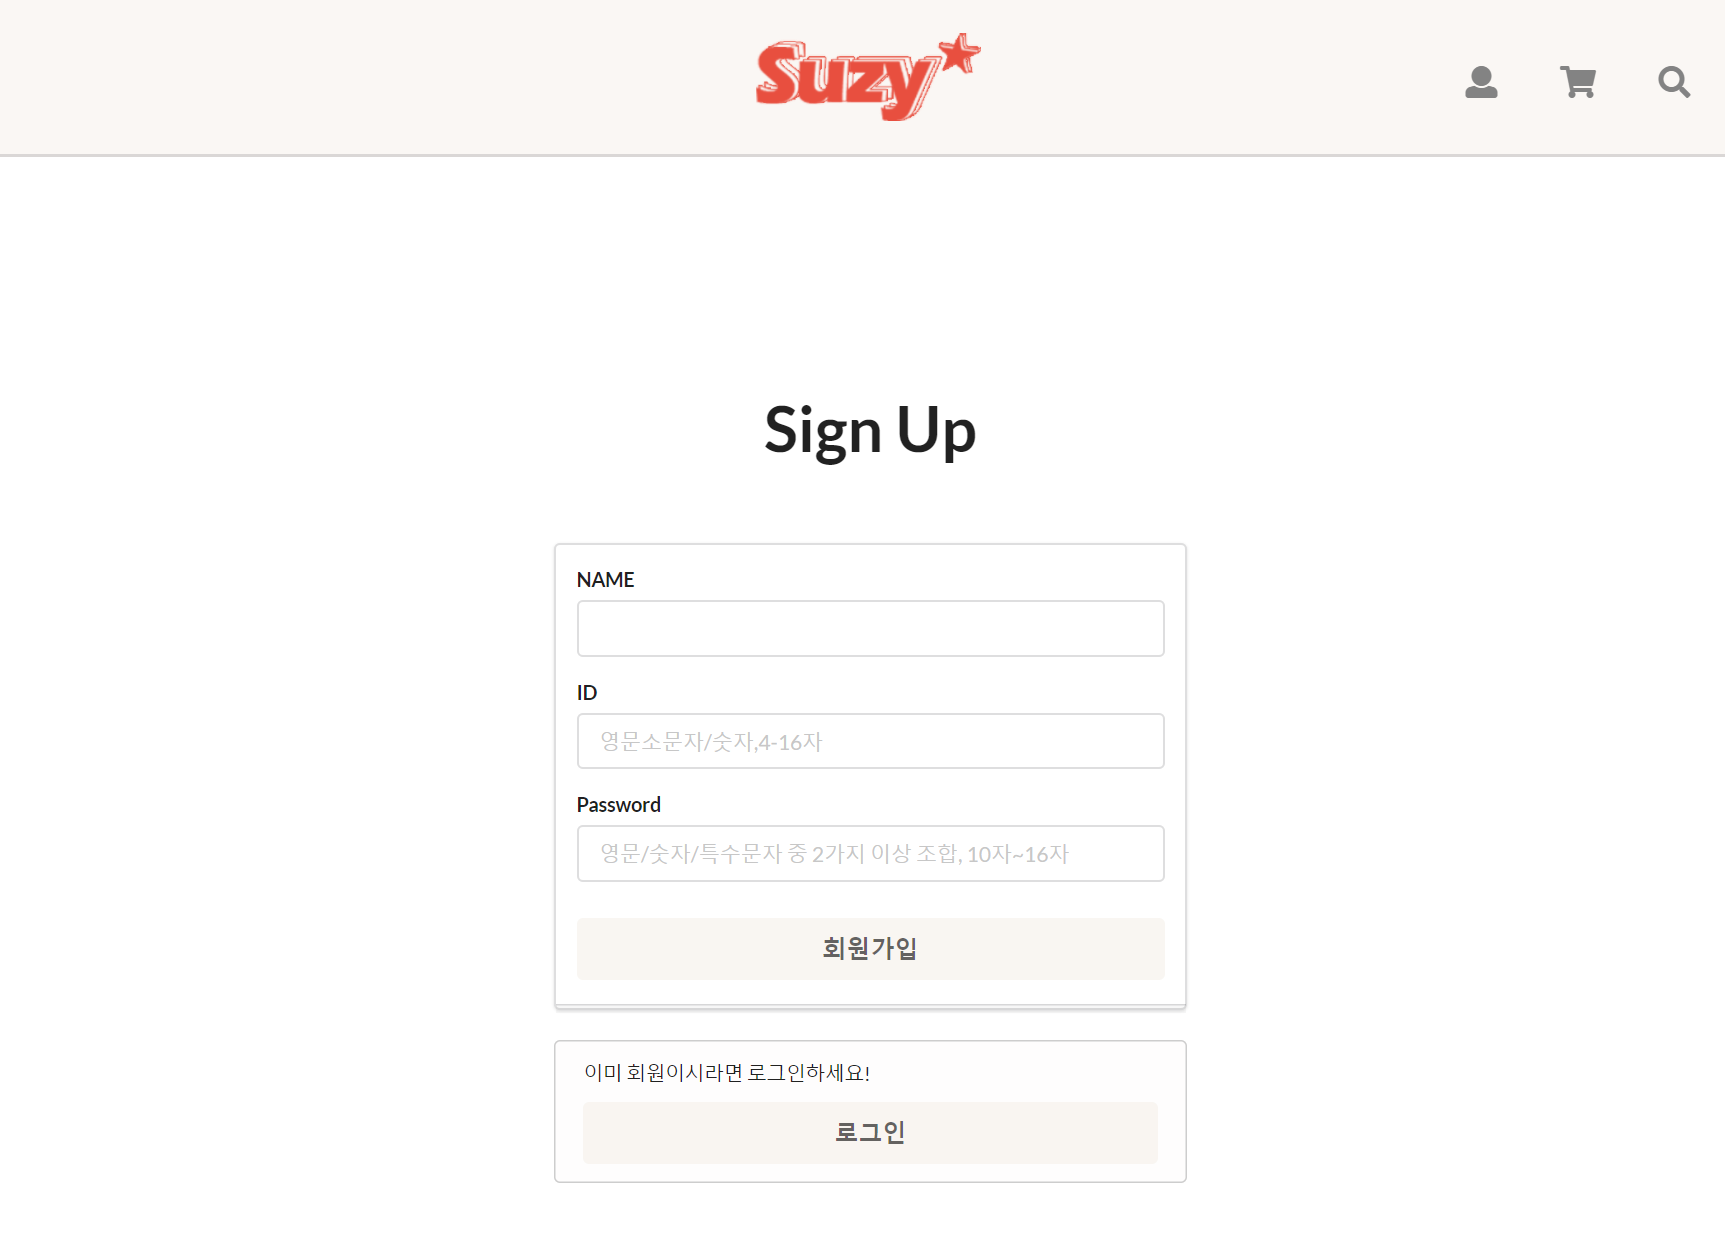 Suzy
Sign Up
NAME
ID
영문소문자/숫자,4-16자
Password
영문/숫자/특수문자 중 2가지 이상 조합, 10자~16자
회원가입
이미 회원이시라면 로그인하세요!
로그인